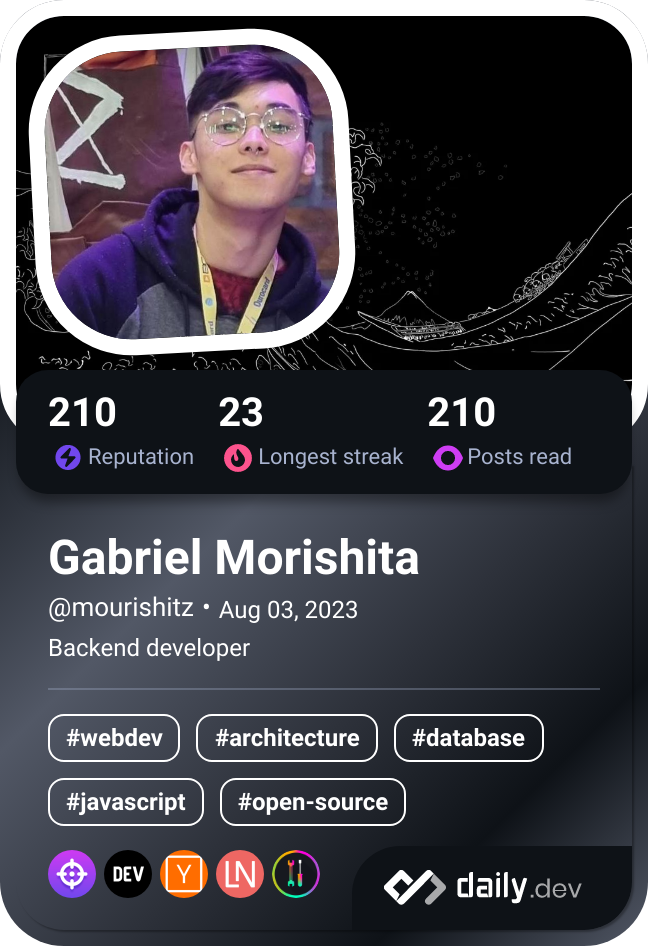 210 23 210
Reputation Longest streak Posts read
Gabriel Morishita
@mourishitz • Aug 03, 2023
Backend developer
#webdev #architecture #database
#javascript #open-source
DEV Y LN
daily.dev